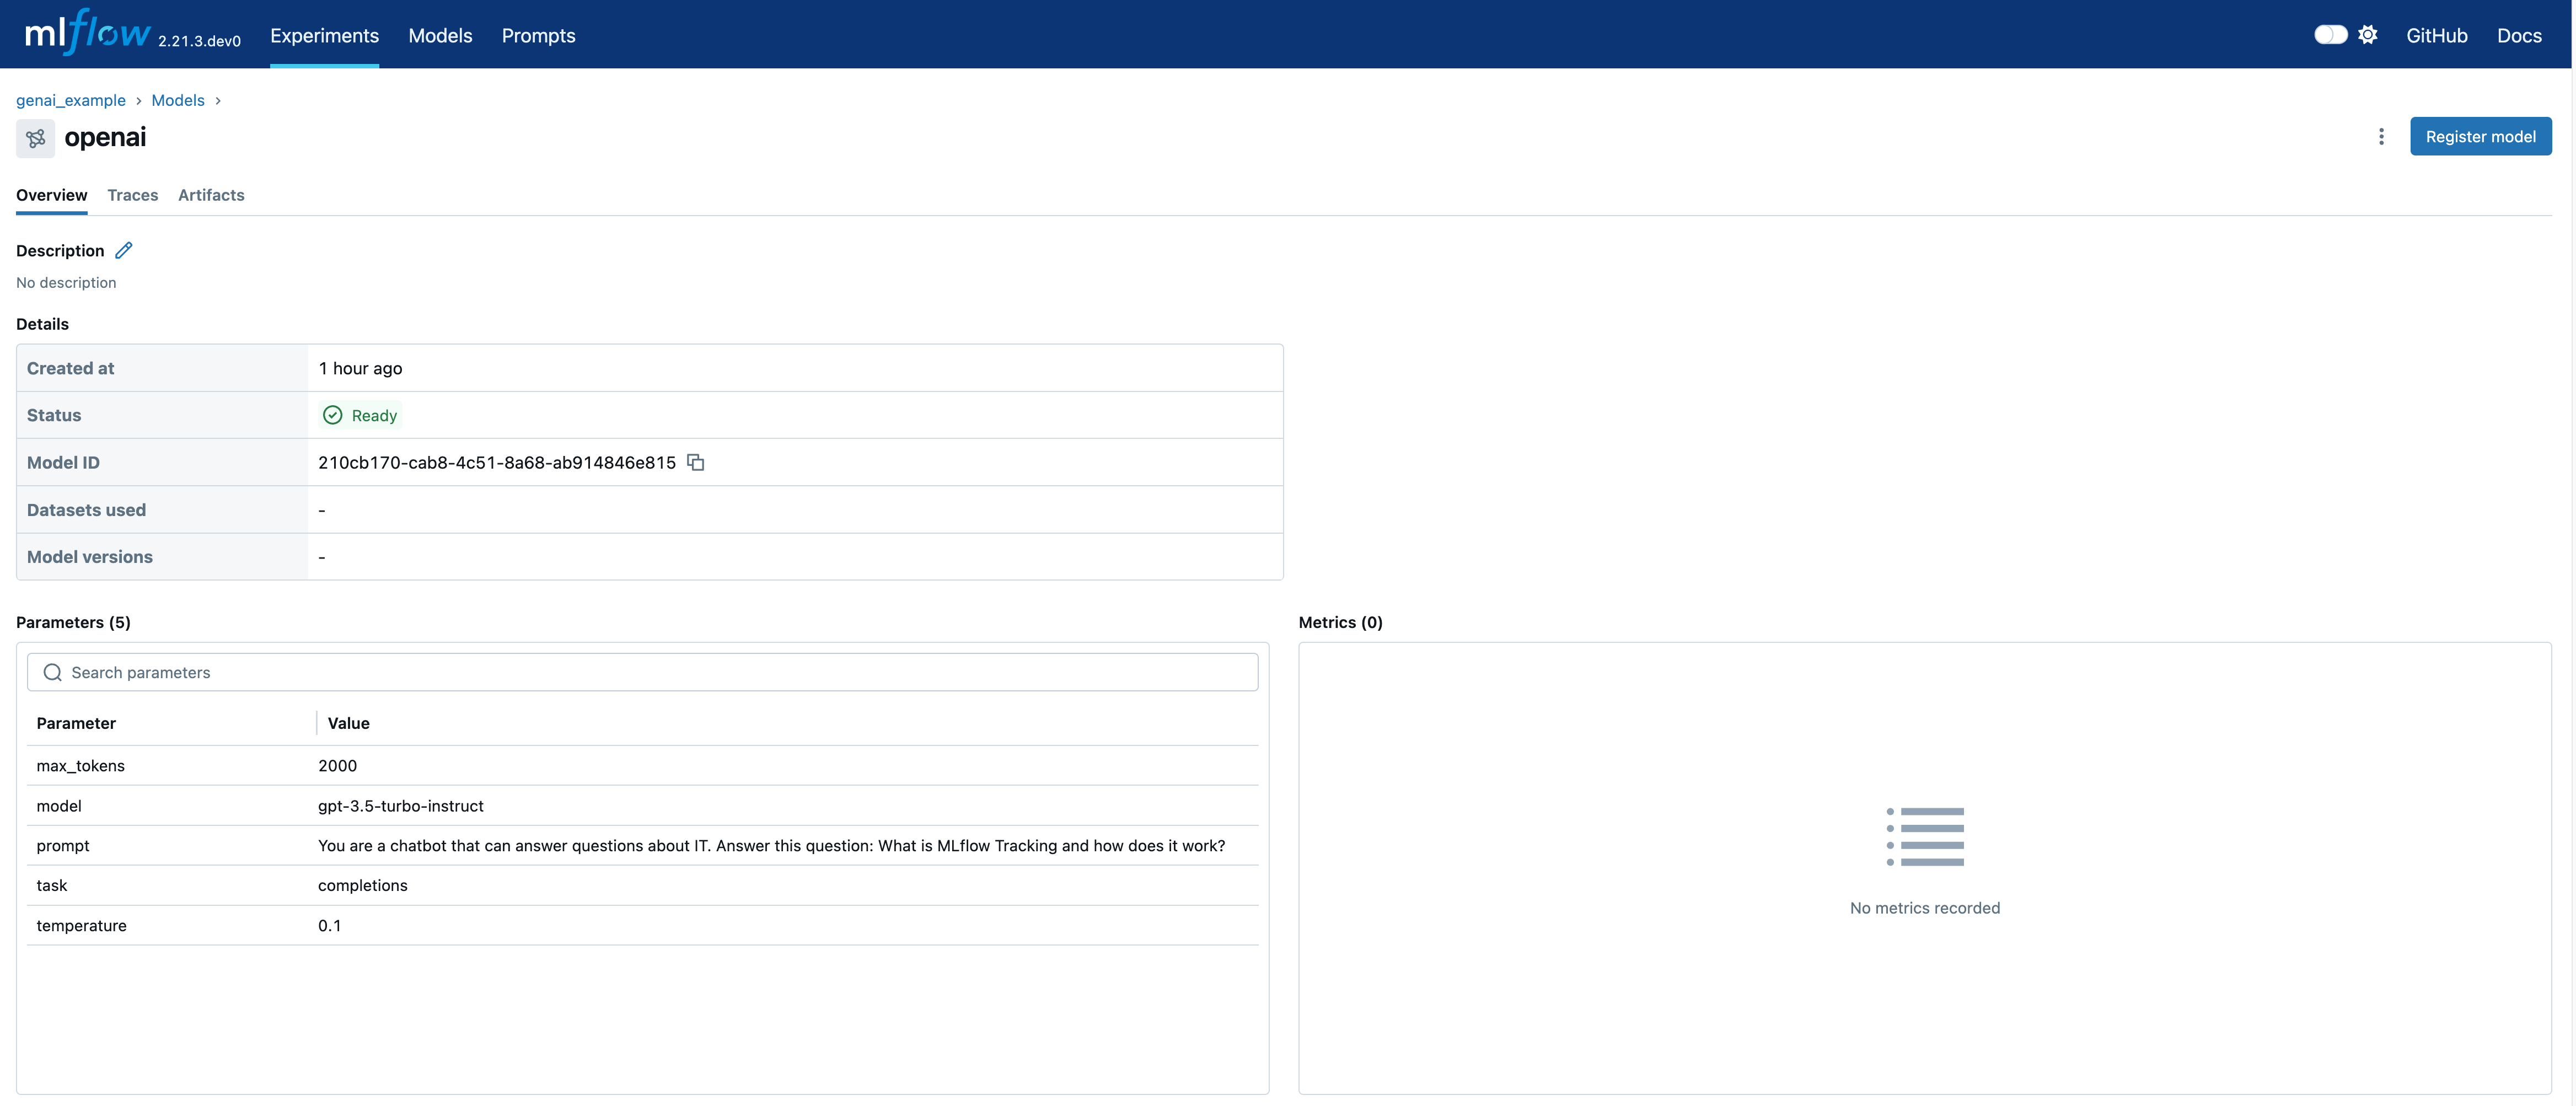 mlflow 2.21.3.dev0 Experiments Models Prompts GitHub Docs
genai_example › Models ›
openai Register model
Overview Traces Artifacts
Description
No description
Details
Created at 1 hour ago
Status Ready
Model ID 210cb170-cab8-4c51-8a68-ab914846e815
Datasets used -
Model versions -
Parameters (5)
Search parameters
Parameter Value
max_tokens 2000
model gpt-3.5-turbo-instruct
prompt You are a chatbot that can answer questions about IT. Answer this question: What is MLflow Tracking and how does it work?
task completions
temperature 0.1
Metrics (0)
No metrics recorded